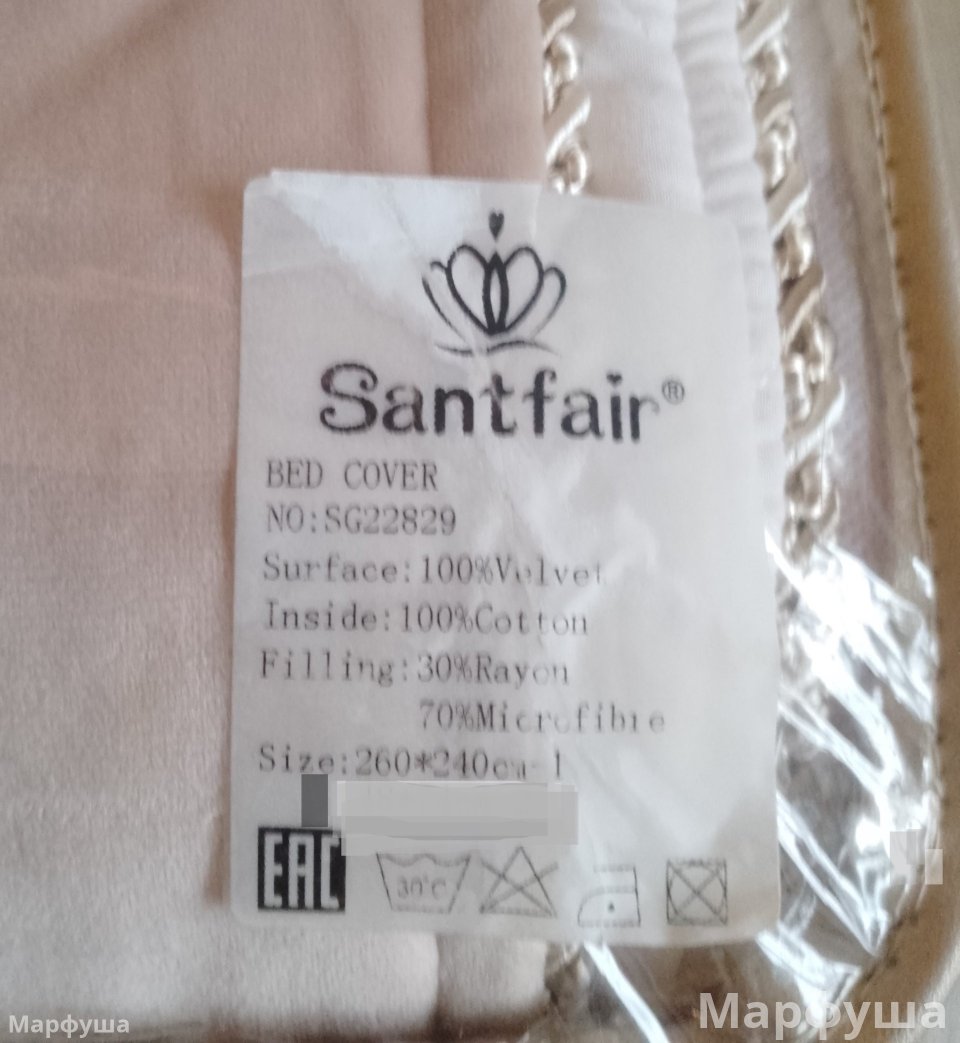 Santfair®
BED COVER
NO:SG22829
Surface:100%Velvet
Inside:100%Cotton
Filling:30%Rayon
70%Microfibre
Size:260*240cm-1
EAC
30°C
Марфуша
Марфуша